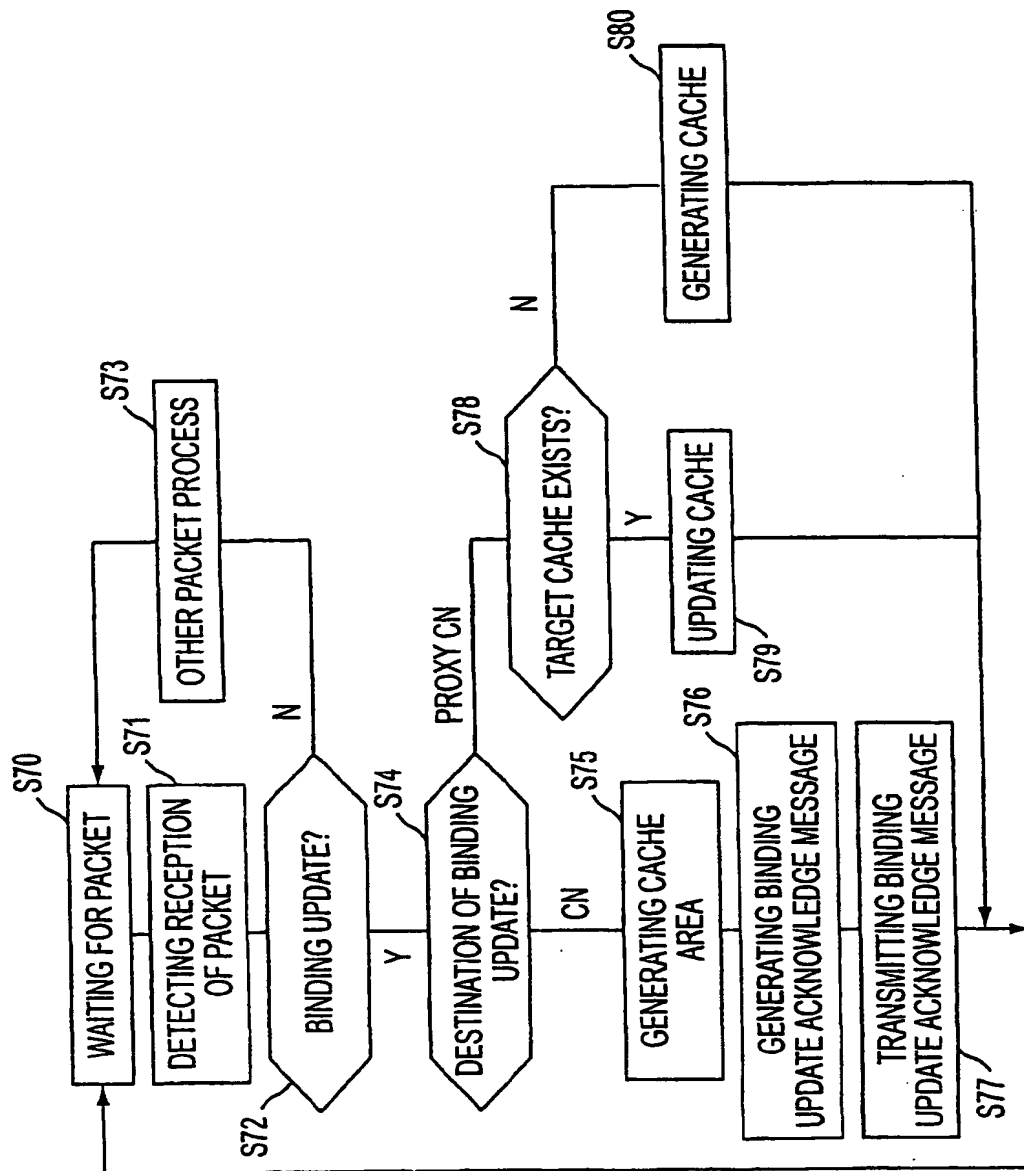 S70
WAITING FOR PACKET
S71
DETECTING RECEPTION
OF PACKET
S72
BINDING UPDATE?
N
S73
OTHER PACKET PROCESS
Y
S74
DESTINATION OF BINDING
UPDATE?
PROXY CN
CN
S75
GENERATING CACHE
AREA
S76
GENERATING BINDING
UPDATE ACKNOWLEDGE MESSAGE
TRANSMITTING BINDING
UPDATE ACKNOWLEDGE MESSAGE
S77
S78
TARGET CACHE EXISTS?
Y
N
UPDATING CACHE
S79
S80
GENERATING CACHE